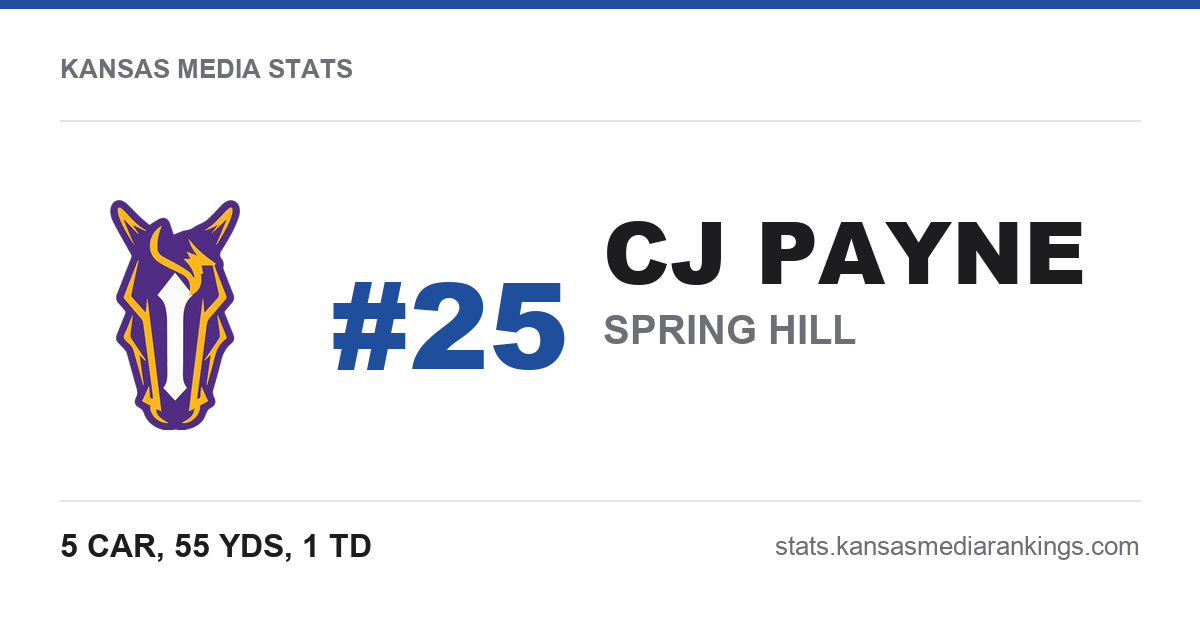 KANSAS MEDIA STATS
#25
CJ PAYNE
SPRING HILL
5 CAR, 55 YDS, 1 TD
stats.kansasmediarankings.com